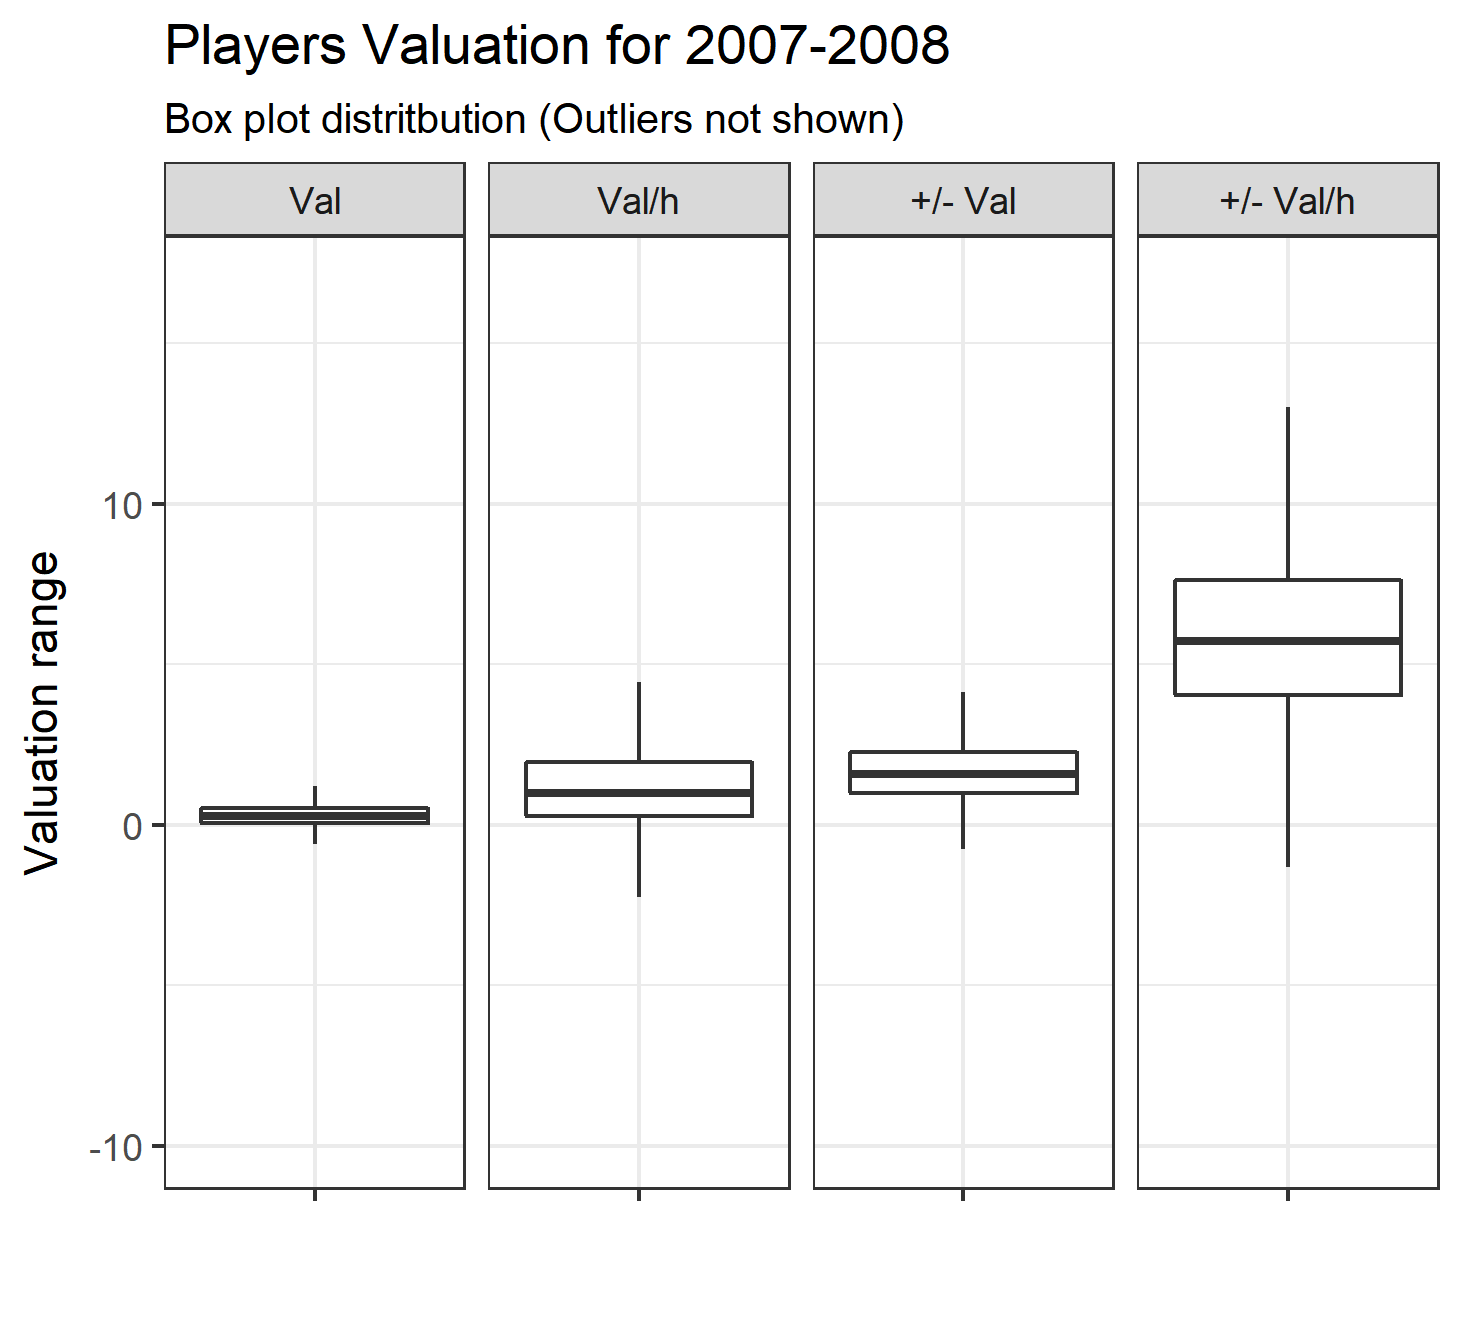 Players Valuation for 2007-2008
Box plot distritbution (Outliers not shown)
Val
Val/h
+/- Val
+/- Val/h
Valuation range
10
0
-10